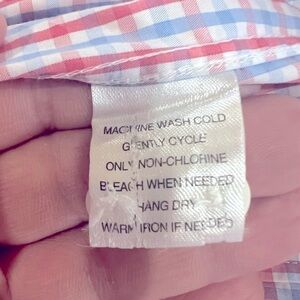 MACHINE WASH COLD
GENTLY CYCLE
ONLY NON-CHLORINE
BLEACH WHEN NEEDED
HANG DRY
WARM IRON IF NEEDED